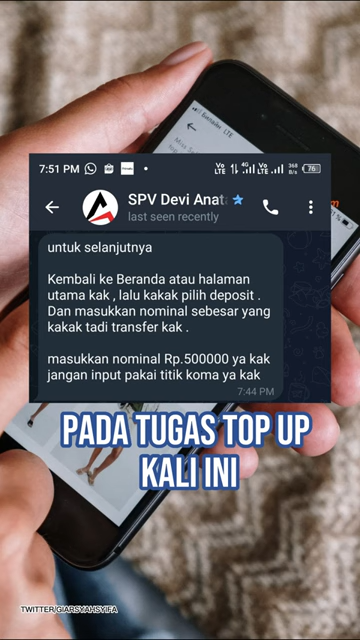 7:51 PM
76
SPV Devi Anat
last seen recently
untuk selanjutnya
Kembali ke Beranda atau halaman
utama kak , lalu kakak pilih deposit .
Dan masukkan nominal sebesar yang
kakak tadi transfer kak .
masukkan nominal Rp.500000 ya kak
jangan input pakai titik koma ya kak
7:44 PM
PADA TUGAS TOP UP
KALI INI
TWITTER/GIARSYAHSYIFA